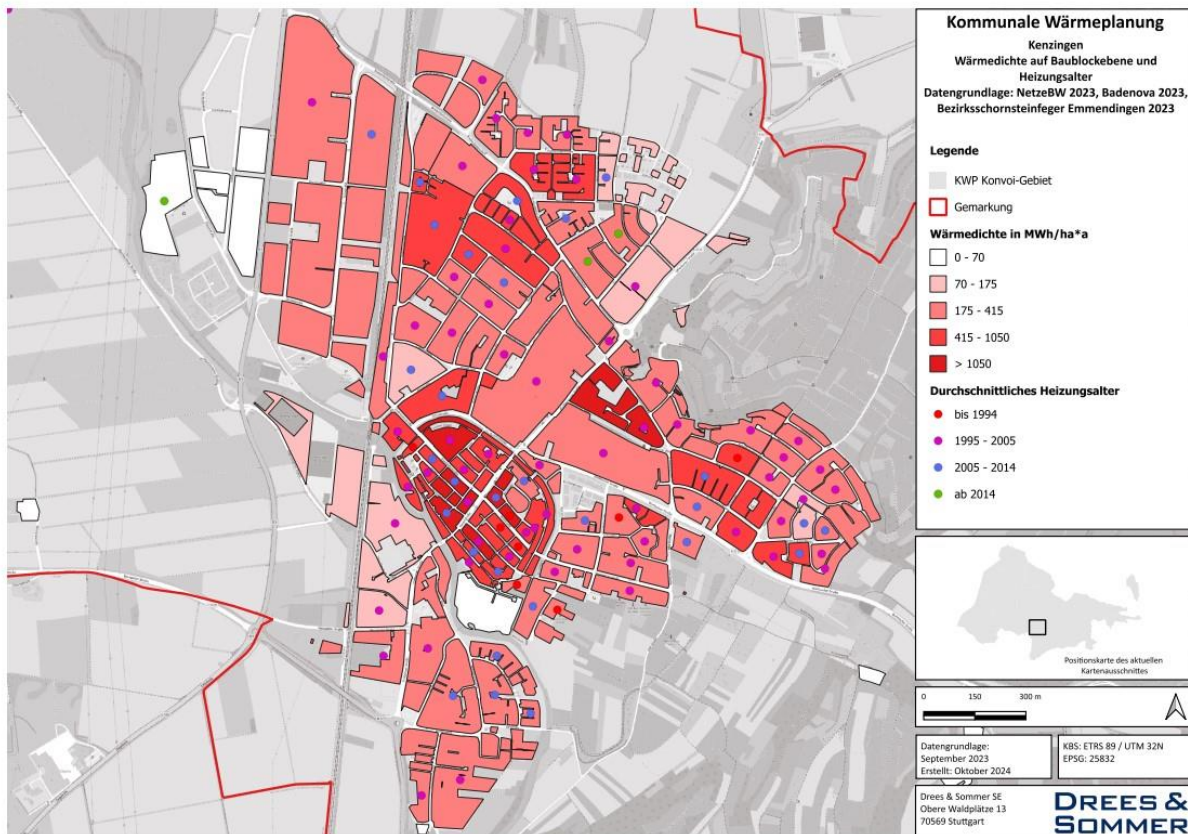 Kommunale Wärmeplanung
Kenzingen
Wärmedichte auf Baublockebene und
Heizungsalter
Datengrundlage: NetzeBW 2023, Badenova 2023,
Bezirksschornsteinfeger Emmendingen 2023
Legende
KWP Konvoi-Gebiet
Gemarkung
Wärmedichte in MWh/ha*a
0 - 70
70 - 175
175 - 415
415 - 1050
> 1050
Durchschnittliches Heizungsalter
bis 1994
1995 - 2005
2005 - 2014
ab 2014
Positionskarte des aktuellen
Kartenausschnittes
0 150 300 m
Datengrundlage:
September 2023
Erstellt: Oktober 2024
KBS: ETRS 89 / UTM 32N
EPSG: 25832
Drees & Sommer SE
Obere Waldplätze 13
70569 Stuttgart
DREES &
SOMMER